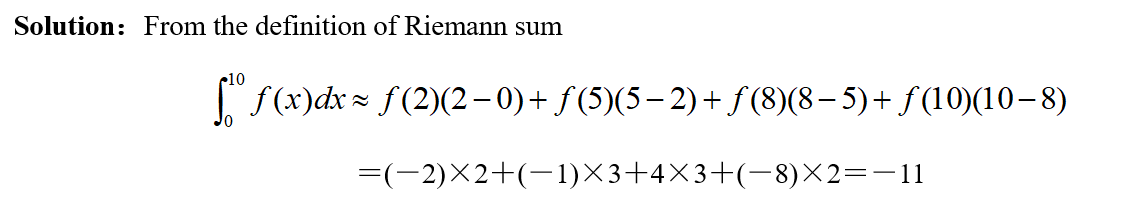 Solution： From the definition of Riemann sum
∫₀¹⁰ f(x)dx ≈ f(2)(2−0)+ f(5)(5−2)+ f(8)(8−5)+ f(10)(10−8)
=(−2)×2+(−1)×3+4×3+(−8)×2=−11